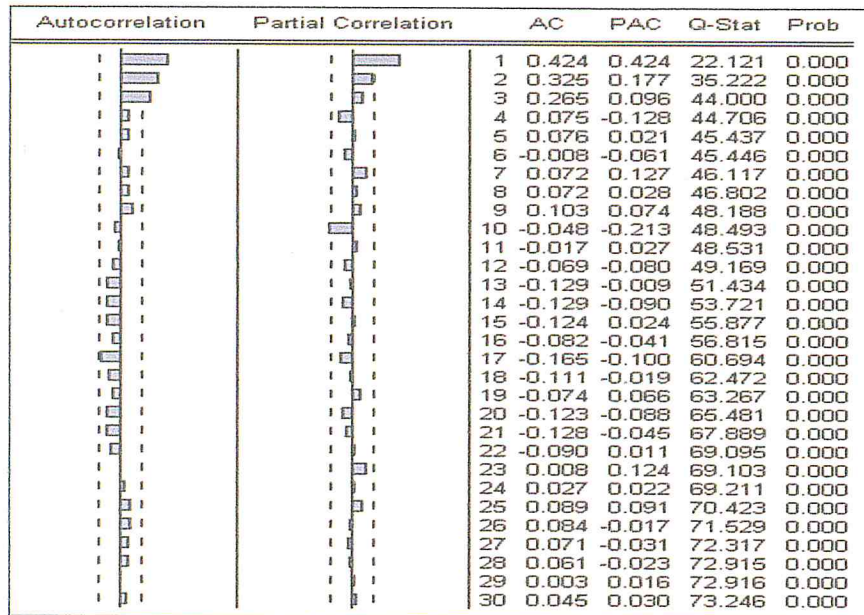 Autocorrelation Partial Correlation AC PAC Q-Stat Prob
1 0.424 0.424 22.121 0.000
2 0.325 0.177 35.222 0.000
3 0.265 0.096 44.000 0.000
4 0.075 -0.128 44.706 0.000
5 0.076 0.021 45.437 0.000
6 -0.008 -0.061 45.446 0.000
7 0.072 0.127 46.117 0.000
8 0.072 0.028 46.802 0.000
9 0.103 0.074 48.188 0.000
10 -0.048 -0.213 48.493 0.000
11 -0.017 0.027 48.531 0.000
12 -0.069 -0.080 49.169 0.000
13 -0.129 -0.009 51.434 0.000
14 -0.129 -0.090 53.721 0.000
15 -0.124 0.024 55.877 0.000
16 -0.082 -0.041 56.815 0.000
17 -0.165 -0.100 60.694 0.000
18 -0.111 -0.019 62.472 0.000
19 -0.074 0.066 63.267 0.000
20 -0.123 -0.088 65.481 0.000
21 -0.128 -0.045 67.889 0.000
22 -0.090 0.011 69.095 0.000
23 0.008 0.124 69.103 0.000
24 0.027 0.022 69.211 0.000
25 0.089 0.091 70.423 0.000
26 0.084 -0.017 71.529 0.000
27 0.071 -0.031 72.317 0.000
28 0.061 -0.023 72.915 0.000
29 0.003 0.016 72.916 0.000
30 0.045 0.030 73.246 0.000